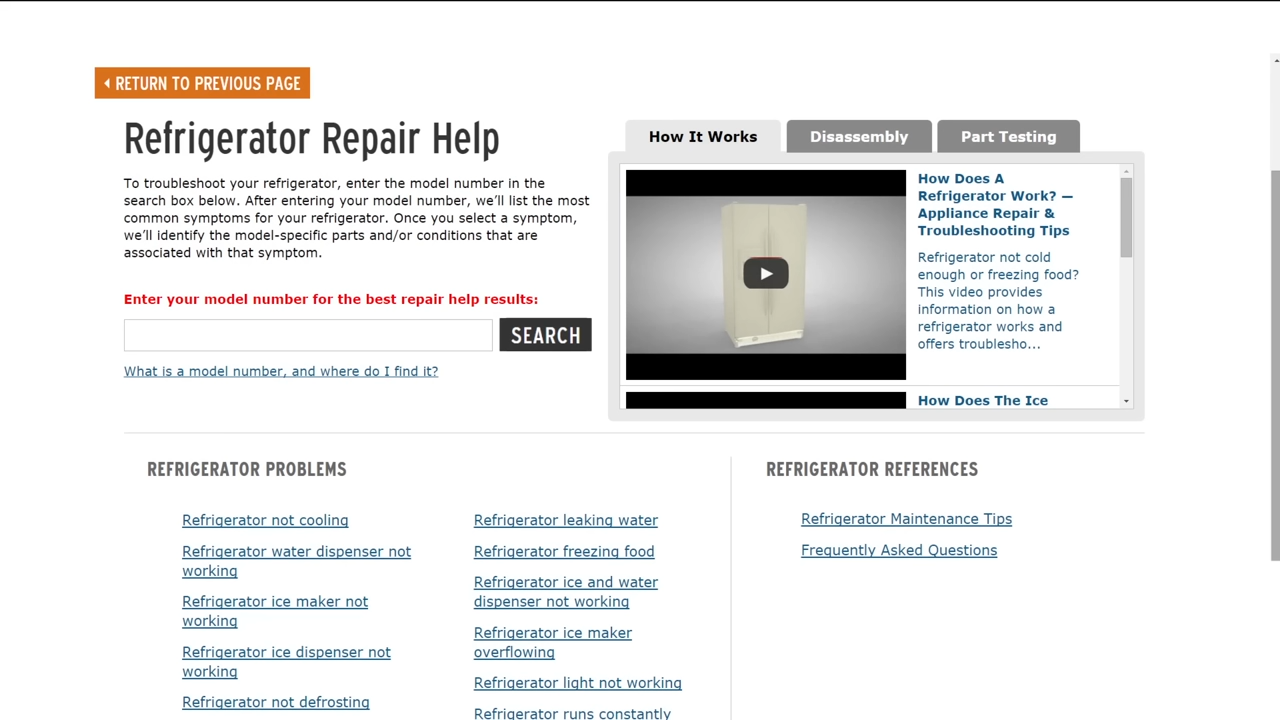 RETURN TO PREVIOUS PAGE
Refrigerator Repair Help
To troubleshoot your refrigerator, enter the model number in the
search box below. After entering your model number, we'll list the most
common symptoms for your refrigerator. Once you select a symptom,
we'll identify the model-specific parts and/or conditions that are
associated with that symptom.
Enter your model number for the best repair help results:
SEARCH
What is a model number, and where do I find it?
How It Works
Disassembly
Part Testing
How Does A
Refrigerator Work? —
Appliance Repair &
Troubleshooting Tips
Refrigerator not cold
enough or freezing food?
This video provides
information on how a
refrigerator works and
offers troublesho...
How Does The Ice
REFRIGERATOR PROBLEMS
Refrigerator not cooling
Refrigerator water dispenser not
working
Refrigerator ice maker not
working
Refrigerator ice dispenser not
working
Refrigerator not defrosting
Refrigerator leaking water
Refrigerator freezing food
Refrigerator ice and water
dispenser not working
Refrigerator ice maker
overflowing
Refrigerator light not working
Refrigerator runs constantly
REFRIGERATOR REFERENCES
Refrigerator Maintenance Tips
Frequently Asked Questions